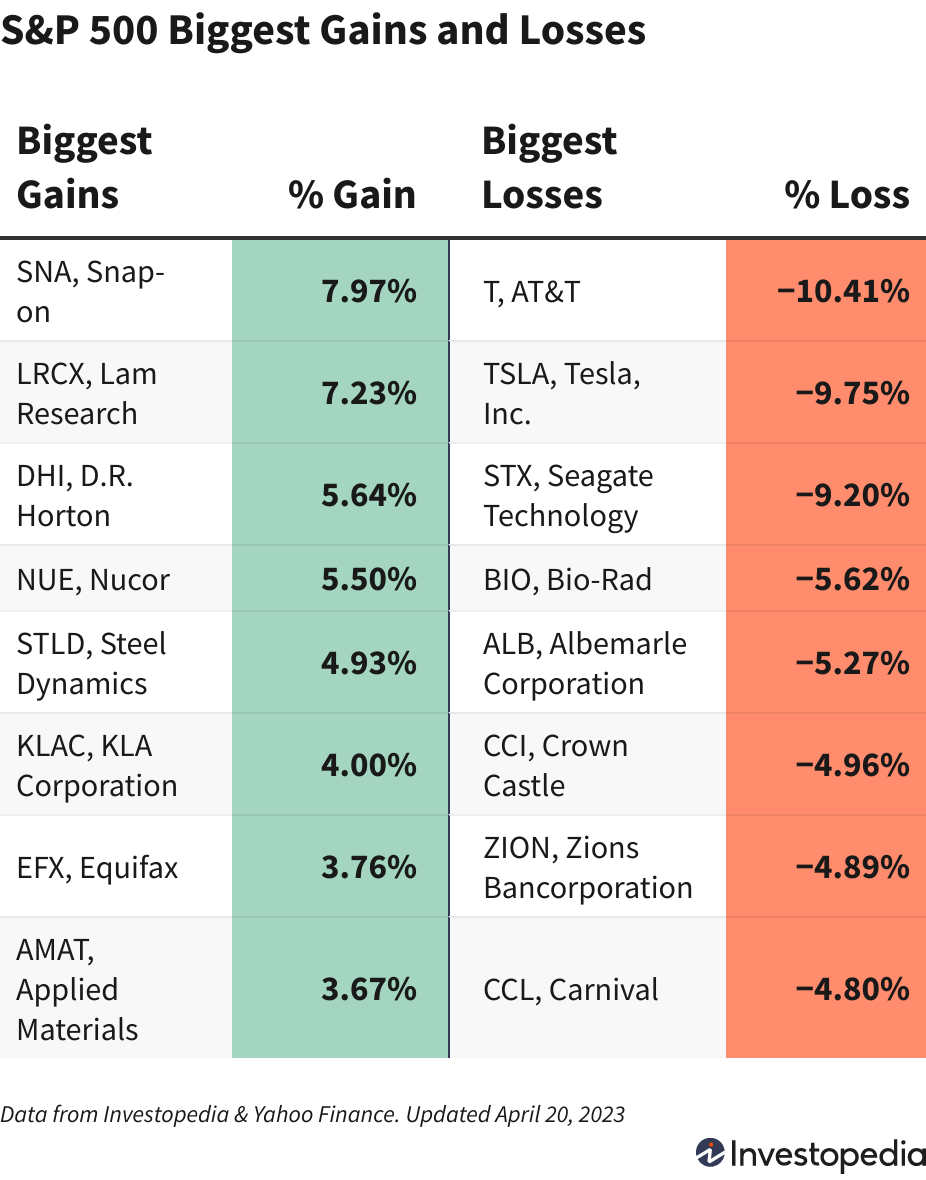 S&P 500 Biggest Gains and Losses
Biggest
Gains
% Gain
Biggest
Losses
% Loss
SNA, Snap-
on
7.97%
T, AT&T
−10.41%
LRCX, Lam
Research
7.23%
TSLA, Tesla,
Inc.
−9.75%
DHI, D.R.
Horton
5.64%
STX, Seagate
Technology
−9.20%
NUE, Nucor
5.50%
BIO, Bio-Rad
−5.62%
STLD, Steel
Dynamics
4.93%
ALB, Albemarle
Corporation
−5.27%
KLAC, KLA
Corporation
4.00%
CCI, Crown
Castle
−4.96%
EFX, Equifax
3.76%
ZION, Zions
Bancorporation
−4.89%
AMAT,
Applied
Materials
3.67%
CCL, Carnival
−4.80%
Data from Investopedia & Yahoo Finance. Updated April 20, 2023
Investopedia